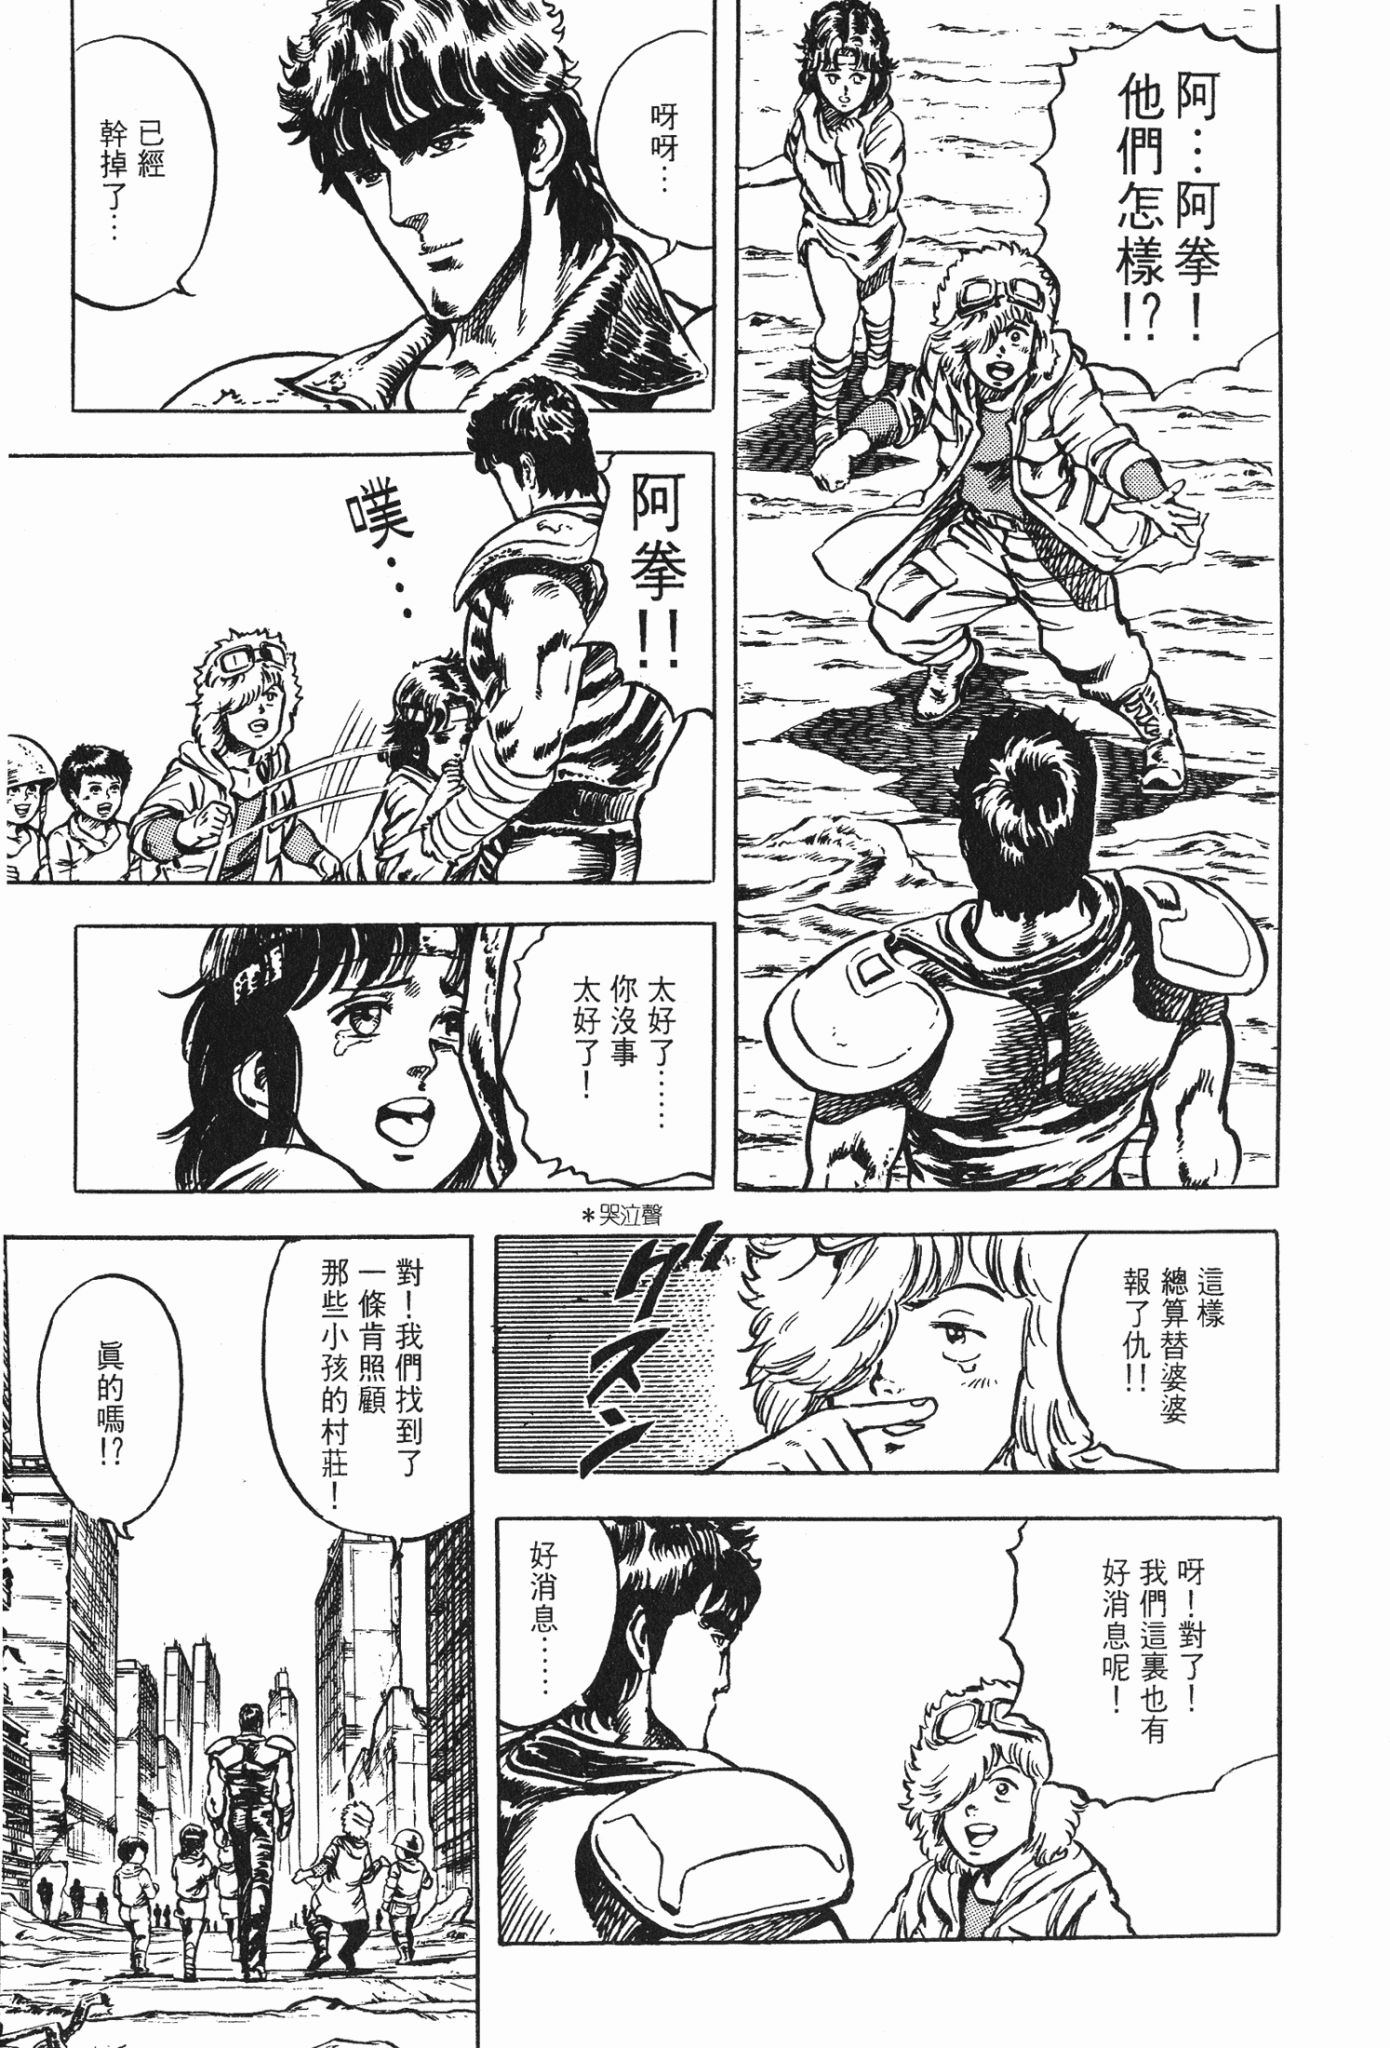 阿⋯阿拳!
他們怎樣!?
呀呀⋯
已經
幹掉了⋯
阿拳!!
噗⋯
太好了⋯⋯
你沒事
太好了!
這樣
總算替婆婆
報了仇!!
*哭泣聲
グスン
呀!對了!
我們這裏也有
好消息呢!
好消息⋯⋯
對!我們找到了
一條肯照顧
那些小孩的村莊!
眞的嗎!?